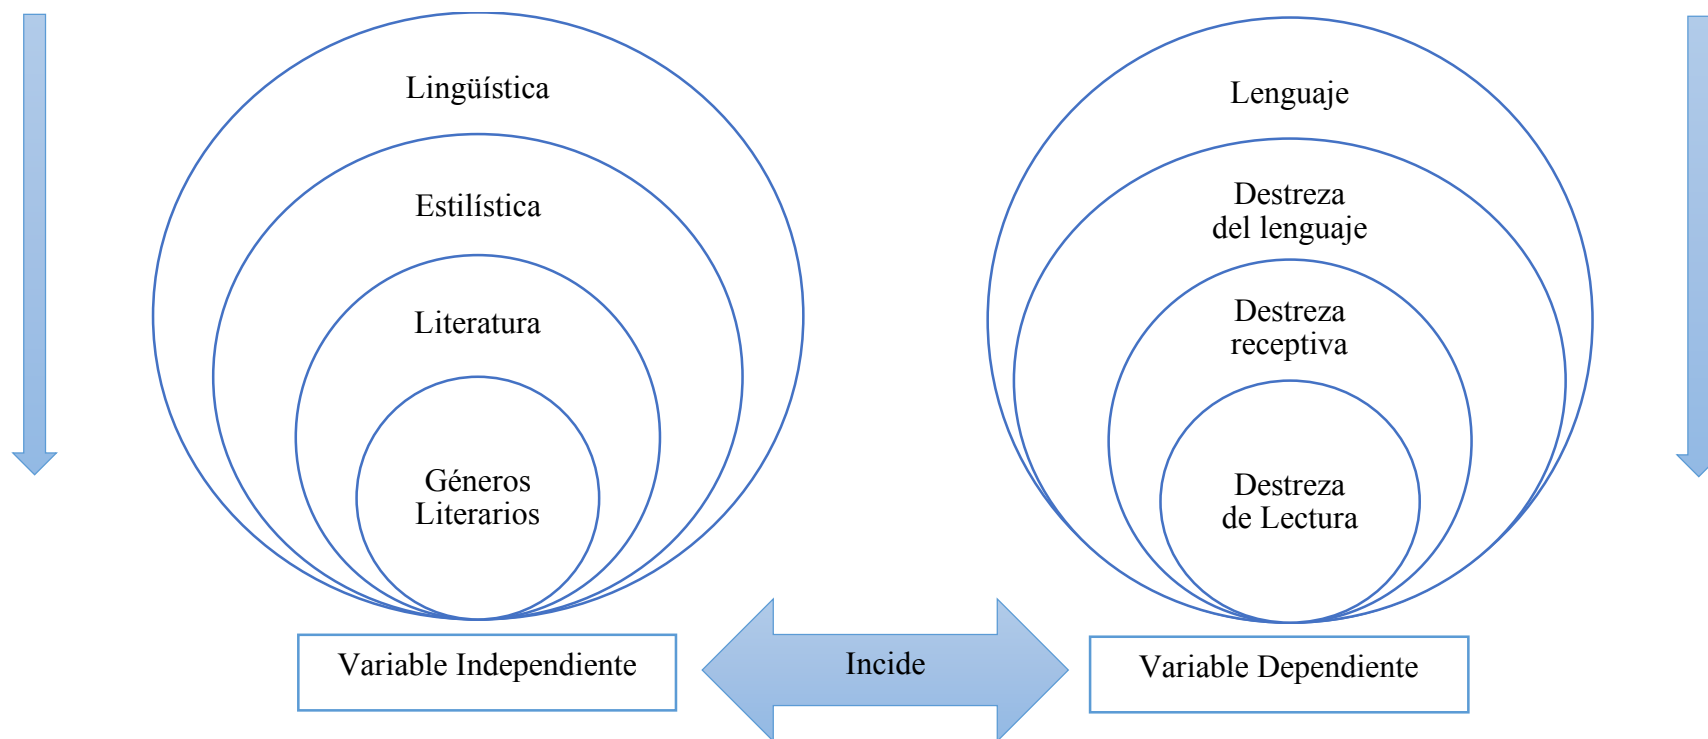 Lingüística
Estilística
Literatura
Géneros
Literarios
Variable Independiente
Incide
Lenguaje
Destreza
del lenguaje
Destreza
receptiva
Destreza
de Lectura
Variable Dependiente